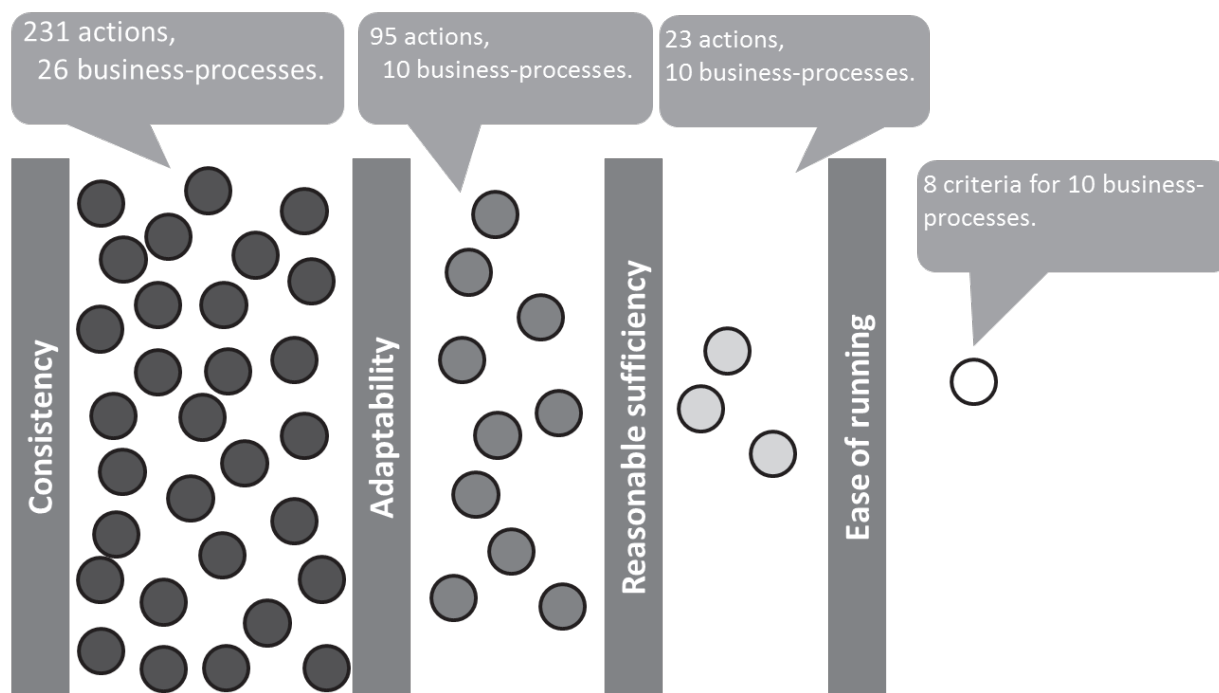 231 actions,
26 business-processes.
95 actions,
10 business-processes.
23 actions,
10 business-processes.
8 criteria for 10 business-
processes.
Consistency
Adaptability
Reasonable sufficiency
Ease of running